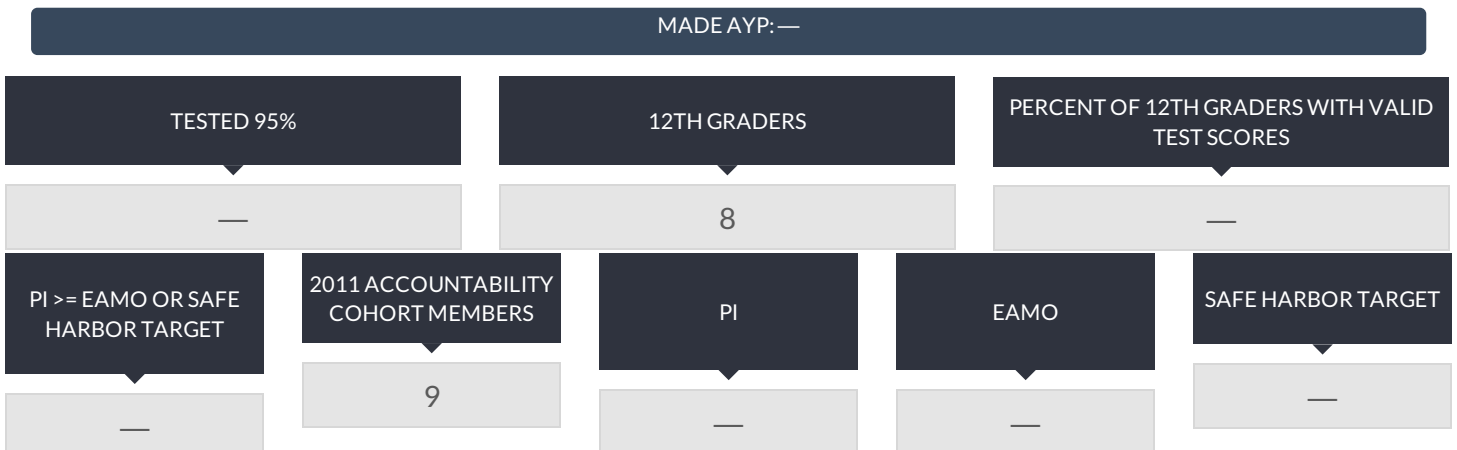 MADE AYP: —
TESTED 95%
12TH GRADERS
PERCENT OF 12TH GRADERS WITH VALID
TEST SCORES
—
8
—
PI >= EAMO OR SAFE
HARBOR TARGET
2011 ACCOUNTABILITY
COHORT MEMBERS
PI
EAMO
SAFE HARBOR TARGET
—
9
—
—
—